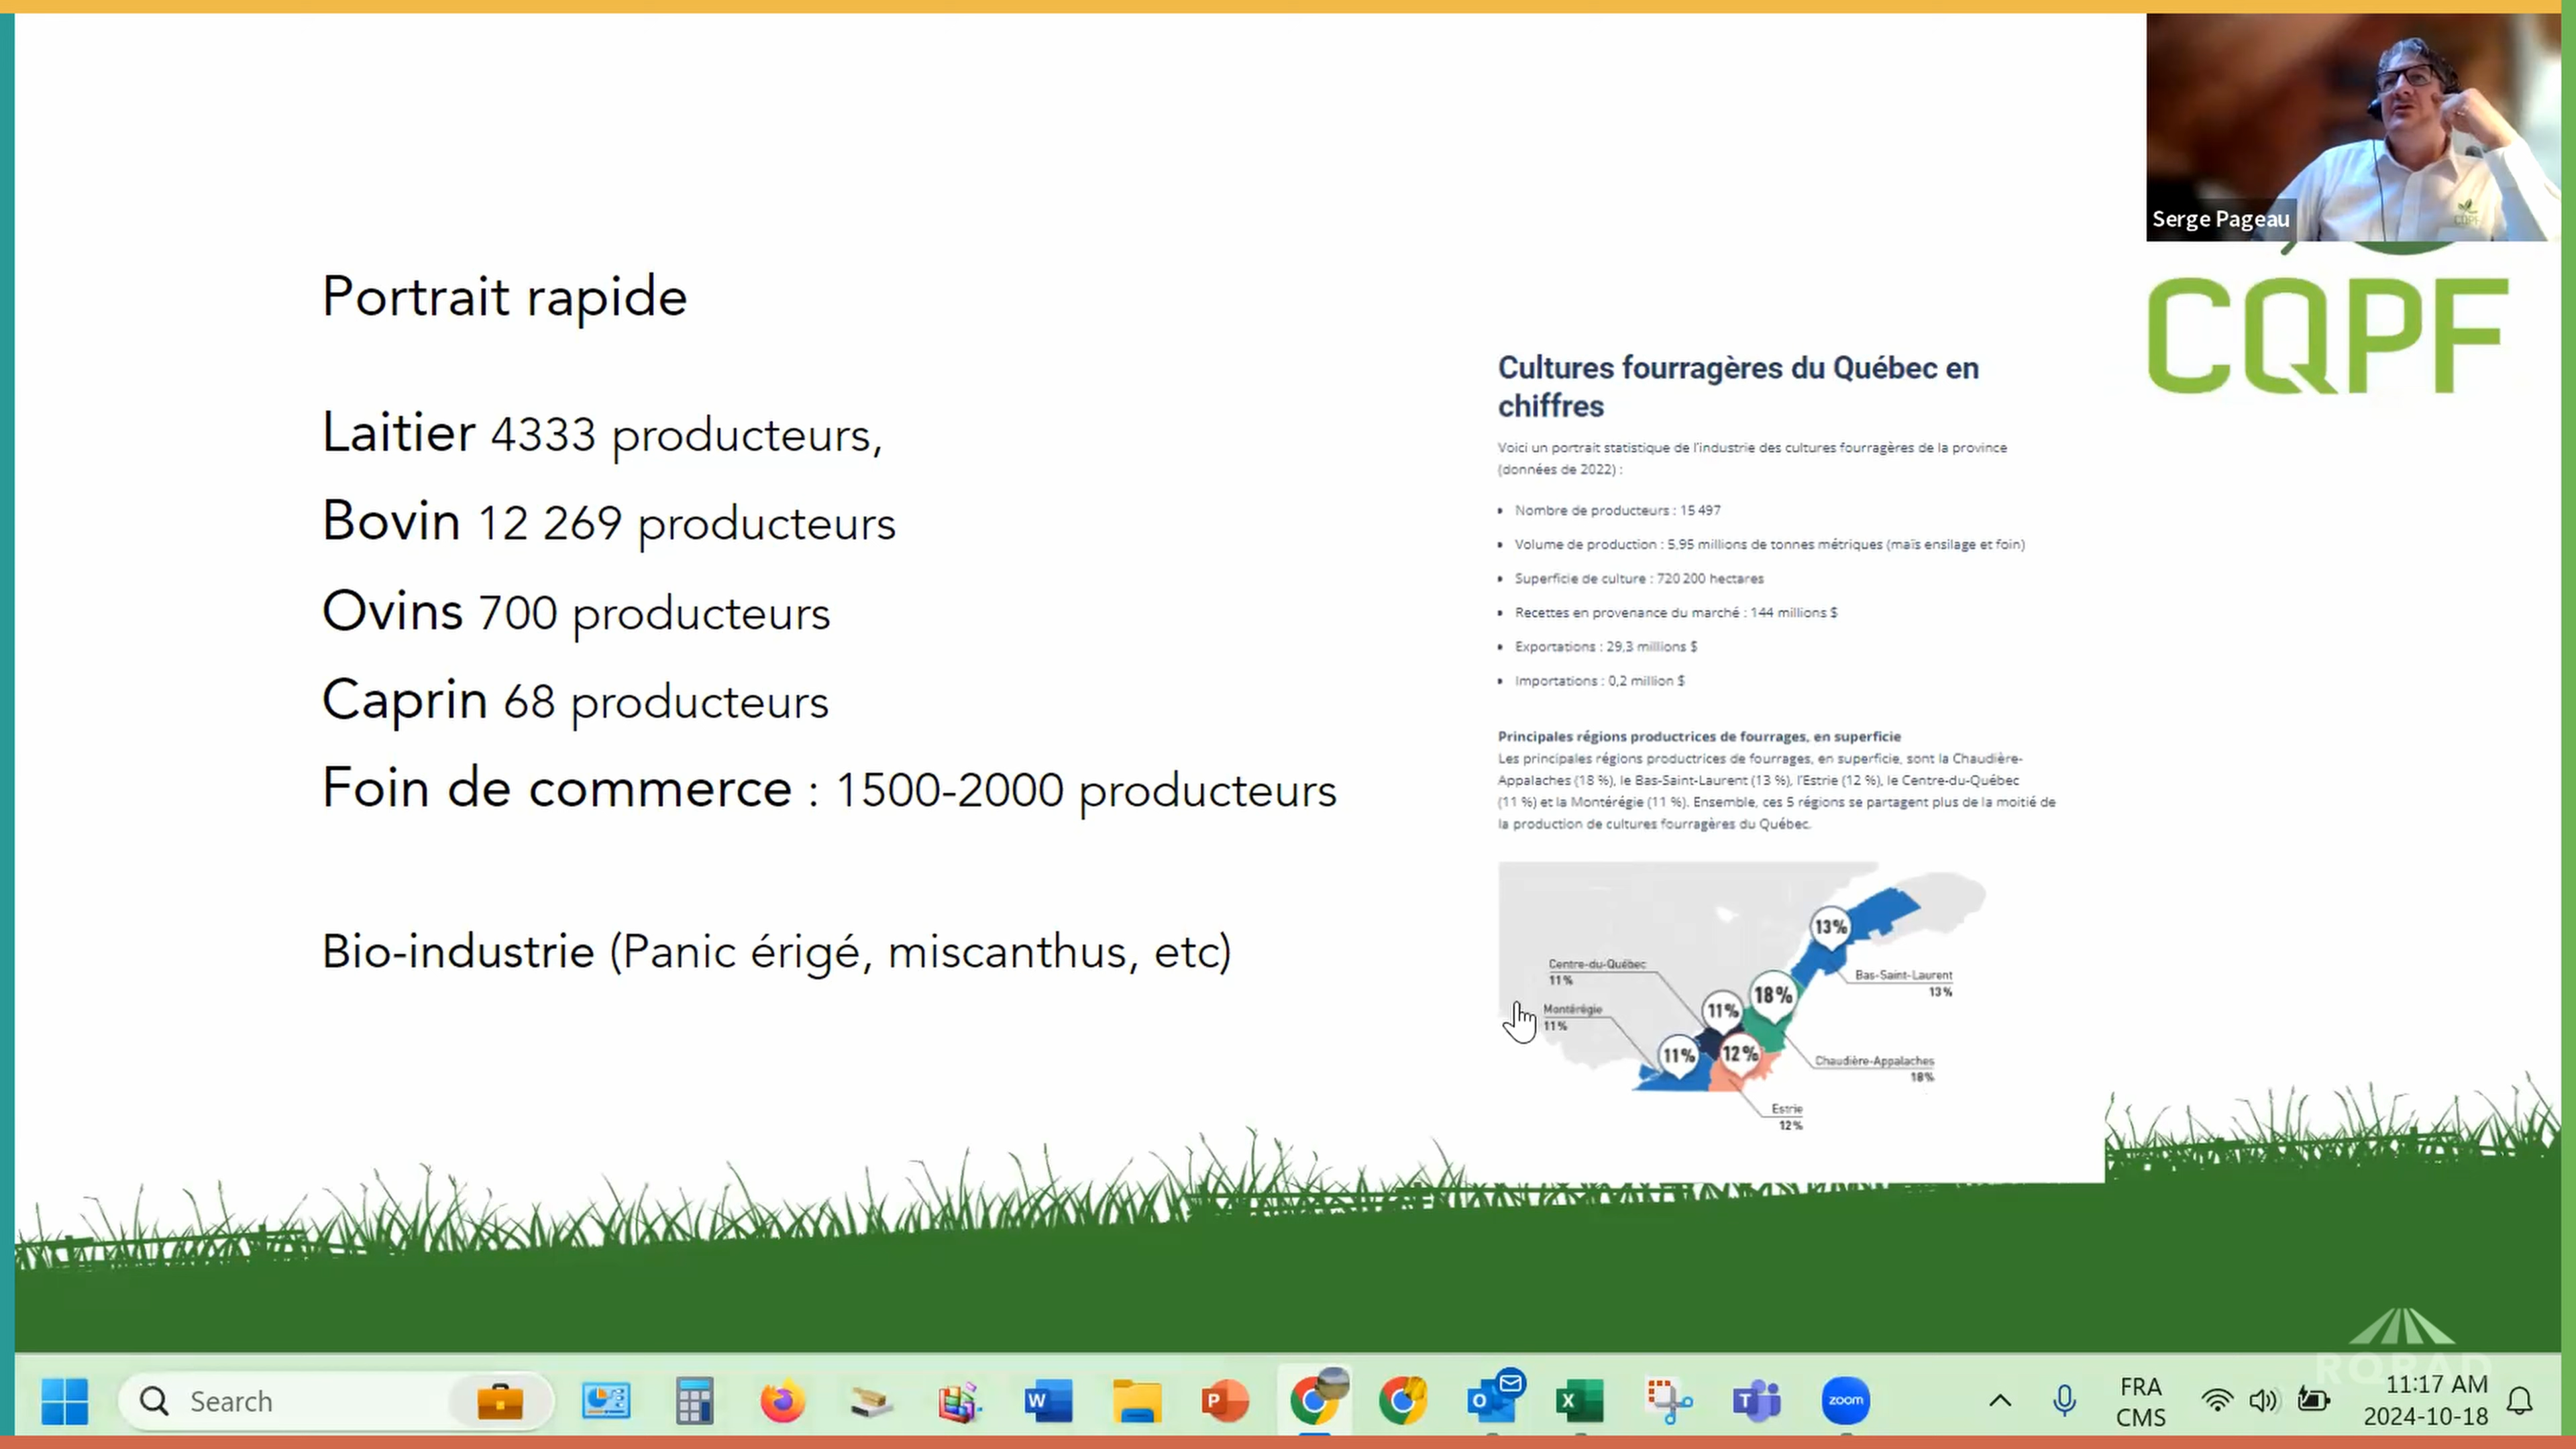 Serge Pageau
CQPF
Portrait rapide
Laitier 4333 producteurs,
Bovin 12 269 producteurs
Ovins 700 producteurs
Caprin 68 producteurs
Foin de commerce : 1500-2000 producteurs
Bio-industrie (Panic érigé, miscanthus, etc)
Cultures fourragères du Québec en
chiffres
Voici un portrait statistique de l'industrie des cultures fourragères de la province
(données de 2022) :
• Nombre de producteurs : 15 497
• Volume de production : 5,95 millions de tonnes métriques (maïs ensilage et foin)
• Superficie de culture : 720 200 hectares
• Recettes en provenance du marché : 144 millions $
• Exportations : 29,3 millions $
• Importations : 0,2 million $
Principales régions productrices de fourrages, en superficie
Les principales régions productrices de fourrages, en superficie, sont la Chaudière-
Appalaches (18 %), le Bas-Saint-Laurent (13 %), l'Estrie (12 %), le Centre-du-Québec
(11 %) et la Montérégie (11 %). Ensemble, ces 5 régions se partagent plus de la moitié de
la production de cultures fourragères du Québec.
13%
Centre-du-Québec
11%
Bas-Saint-Laurent
13%
18%
11%
Montérégie
11%
11%
12%
Chaudière-Appalaches
18%
Estrie
12%
RQRAD
Search
zoom
FRA
CMS
11:17 AM
2024-10-18